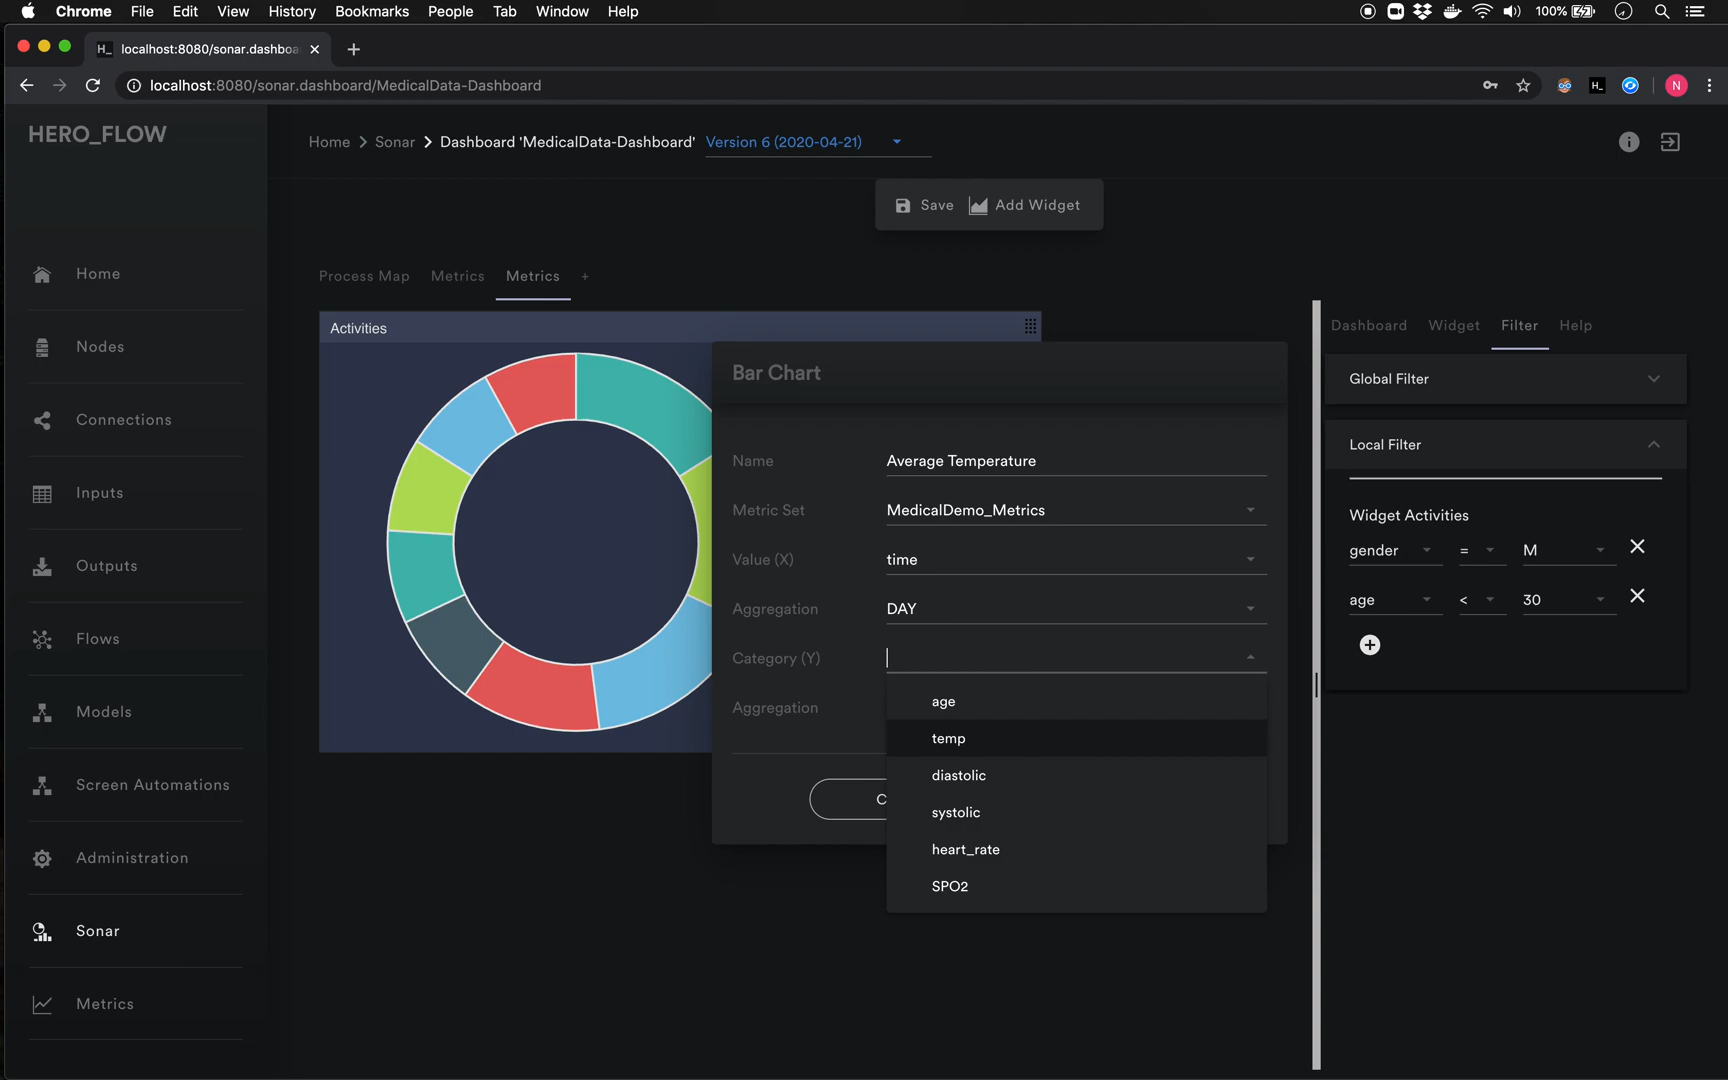 Chrome File Edit View History Bookmarks People Tab Window Help 100%
H_ localhost:8080/sonar.dashboa
localhost:8080/sonar.dashboard/MedicalData-Dashboard H_ N
HERO_FLOW
Home Sonar Dashboard 'MedicalData-Dashboard' Version 6 (2020-04-21)
Save Add Widget
Home
Nodes
Connections
Inputs
Outputs
Flows
Models
Screen Automations
Administration
Sonar
Metrics
Process Map Metrics Metrics +
Activities
Bar Chart
Name Average Temperature
Metric Set MedicalDemo_Metrics
Value (X) time
Aggregation DAY
Category (Y)
Aggregation
age
temp
diastolic
systolic
heart_rate
SPO2
C
Dashboard Widget Filter Help
Global Filter
Local Filter
Widget Activities
gender = M
age < 30